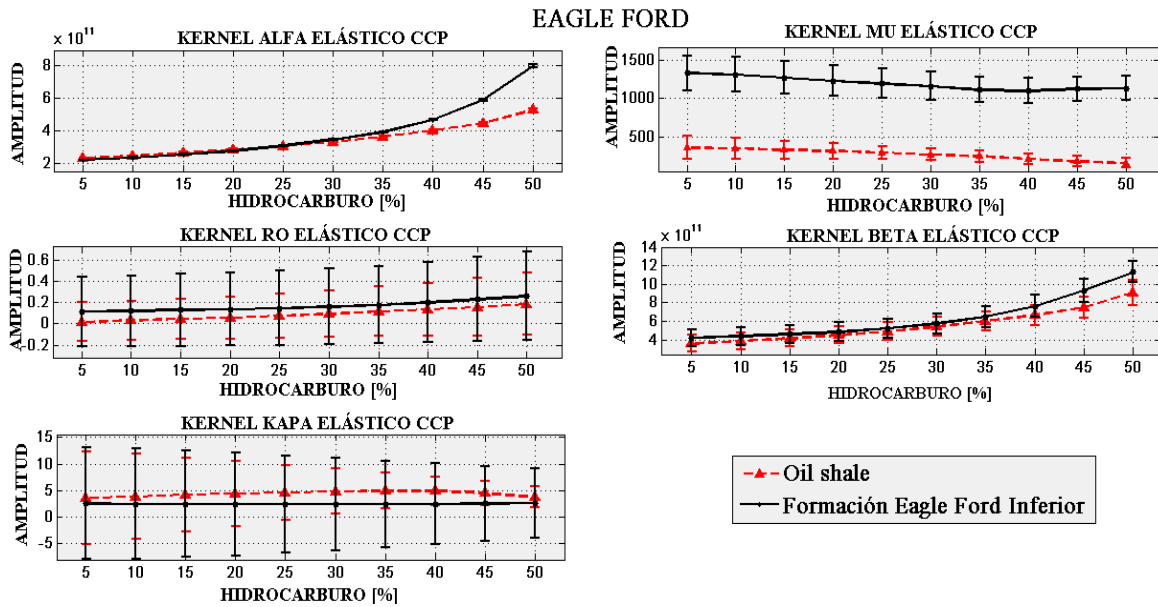 EAGLE FORD
KERNEL ALFA ELÁSTICO CCP
x 10¹¹
AMPLITUD
8
6
4
2
5 10 15 20 25 30 35 40 45 50
HIDROCARBURO [%]
KERNEL MU ELÁSTICO CCP
AMPLITUD
1500
1000
500
5 10 15 20 25 30 35 40 45 50
HIDROCARBURO [%]
KERNEL RO ELÁSTICO CCP
AMPLITUD
0.6
0.4
0.2
0
-0.2
5 10 15 20 25 30 35 40 45 50
HIDROCARBURO [%]
KERNEL BETA ELÁSTICO CCP
x 10¹¹
AMPLITUD
14
12
10
8
6
4
5 10 15 20 25 30 35 40 45 50
HIDROCARBURO [%]
KERNEL KAPA ELÁSTICO CCP
AMPLITUD
15
10
5
0
-5
5 10 15 20 25 30 35 40 45 50
HIDROCARBURO [%]
Oil shale
Formación Eagle Ford Inferior